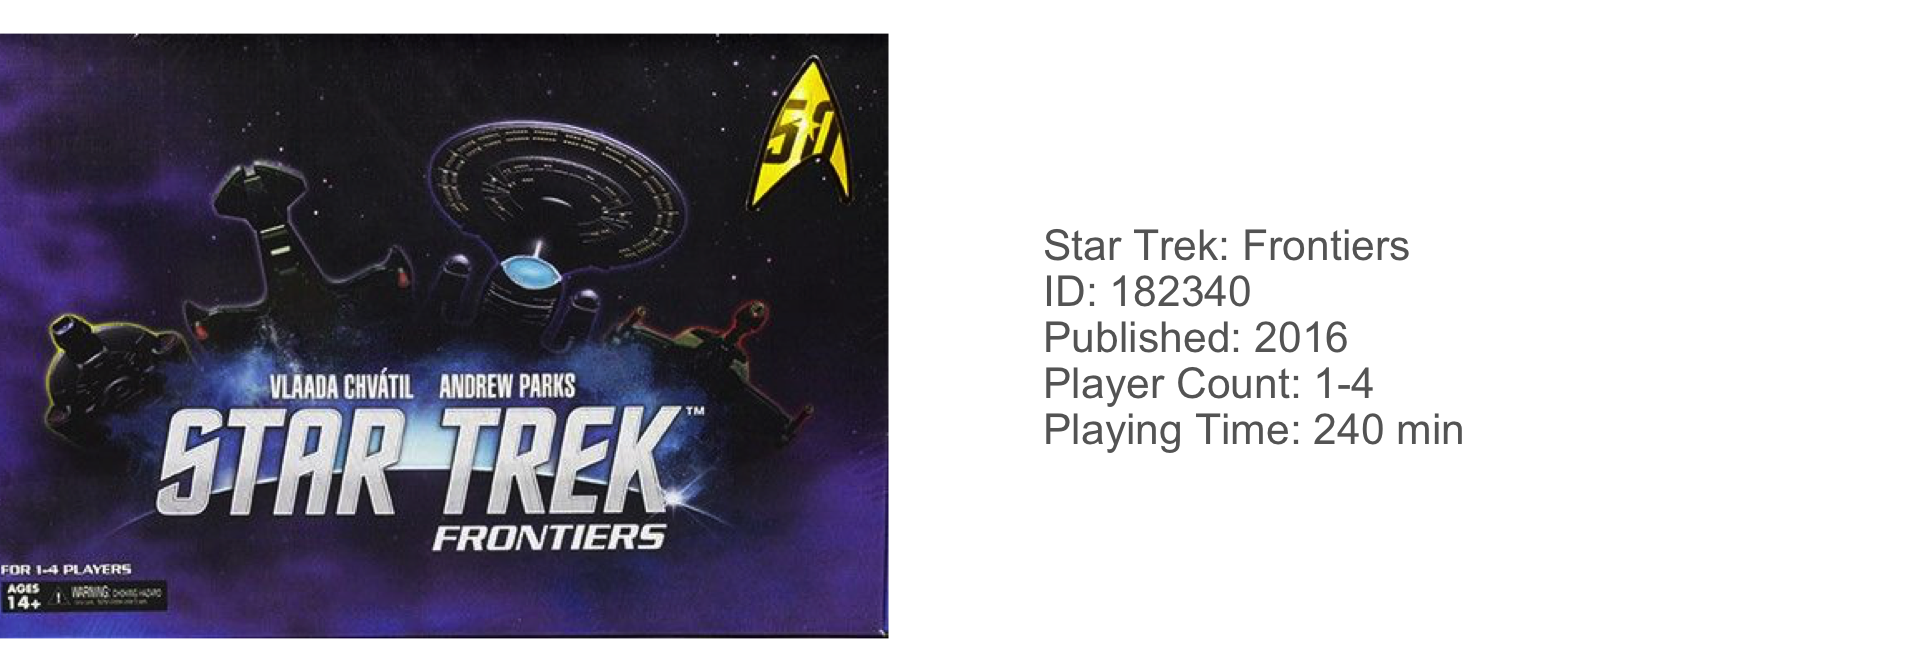 50
VLAADA CHVÁTIL ANDREW PARKS
STAR TREK™
FRONTIERS
FOR 1-4 PLAYERS
AGES
14+
WARNING: CHOKING HAZARD
Star Trek: Frontiers
ID: 182340
Published: 2016
Player Count: 1-4
Playing Time: 240 min